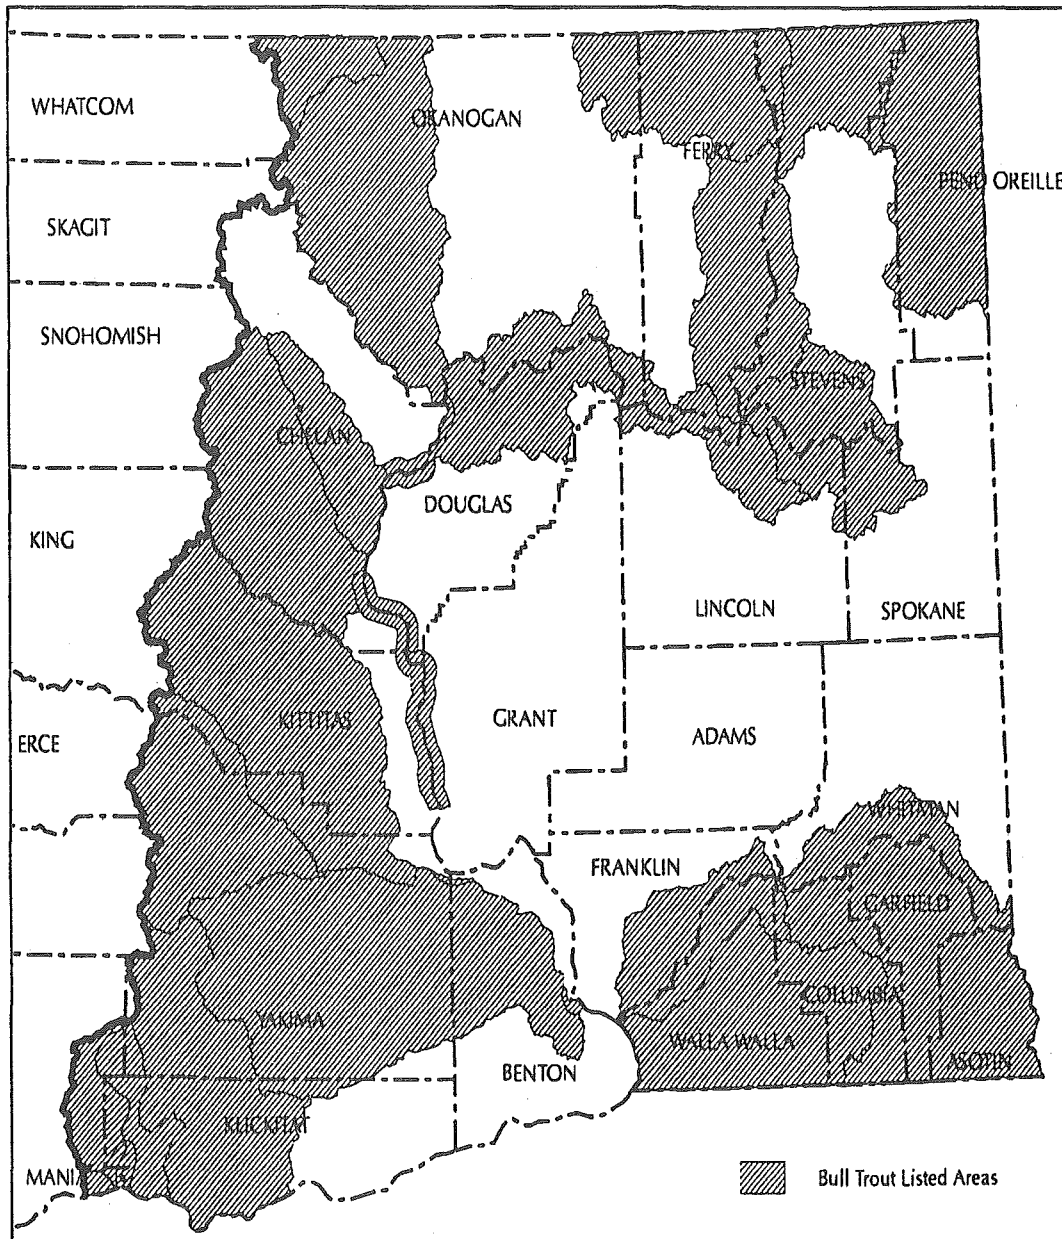 WHATCOM
OKANOGAN
FERRY
PEND OREILLE
SKAGIT
SNOHOMISH
STEVENS
CHELAN
DOUGLAS
KING
LINCOLN
SPOKANE
KITTITAS
GRANT
ADAMS
ERCE
WHITMAN
FRANKLIN
GARFIELD
COLUMBIA
YAKIMA
WALLA WALLA
ASOTIN
BENTON
KLICKITAT
MANIA
Bull Trout Listed Areas